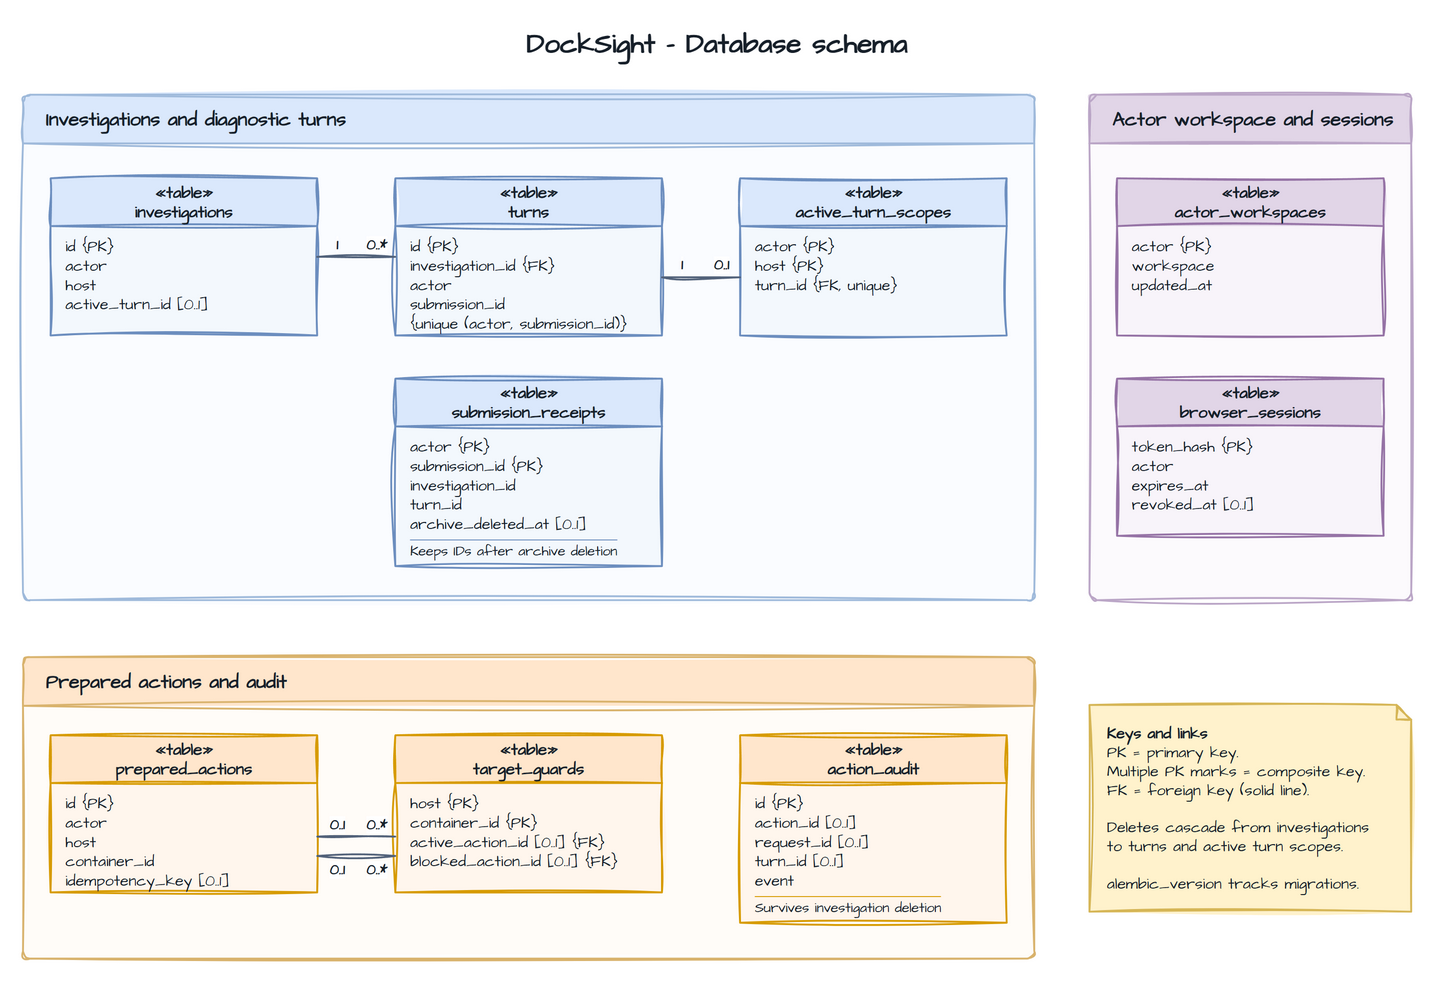 DockSight - Database schema
Investigations and diagnostic turns
«table»
investigations
id {PK}
actor
host
active_turn_id [0..1]
1
0..*
«table»
turns
id {PK}
investigation_id {FK}
actor
submission_id
{unique (actor, submission_id)}
1
0..1
«table»
active_turn_scopes
actor {PK}
host {PK}
turn_id {FK, unique}
«table»
submission_receipts
actor {PK}
submission_id {PK}
investigation_id
turn_id
archive_deleted_at [0..1]
Keeps IDs after archive deletion
Actor workspace and sessions
«table»
actor_workspaces
actor {PK}
workspace
updated_at
«table»
browser_sessions
token_hash {PK}
actor
expires_at
revoked_at [0..1]
Prepared actions and audit
«table»
prepared_actions
id {PK}
actor
host
container_id
idempotency_key [0..1]
0..1
0..*
0..1
0..*
«table»
target_guards
host {PK}
container_id {PK}
active_action_id [0..1] {FK}
blocked_action_id [0..1] {FK}
«table»
action_audit
id {PK}
action_id [0..1]
request_id [0..1]
turn_id [0..1]
event
Survives investigation deletion
Keys and links
PK = primary key.
Multiple PK marks = composite key.
FK = foreign key (solid line).
Deletes cascade from investigations
to turns and active turn scopes.
alembic_version tracks migrations.